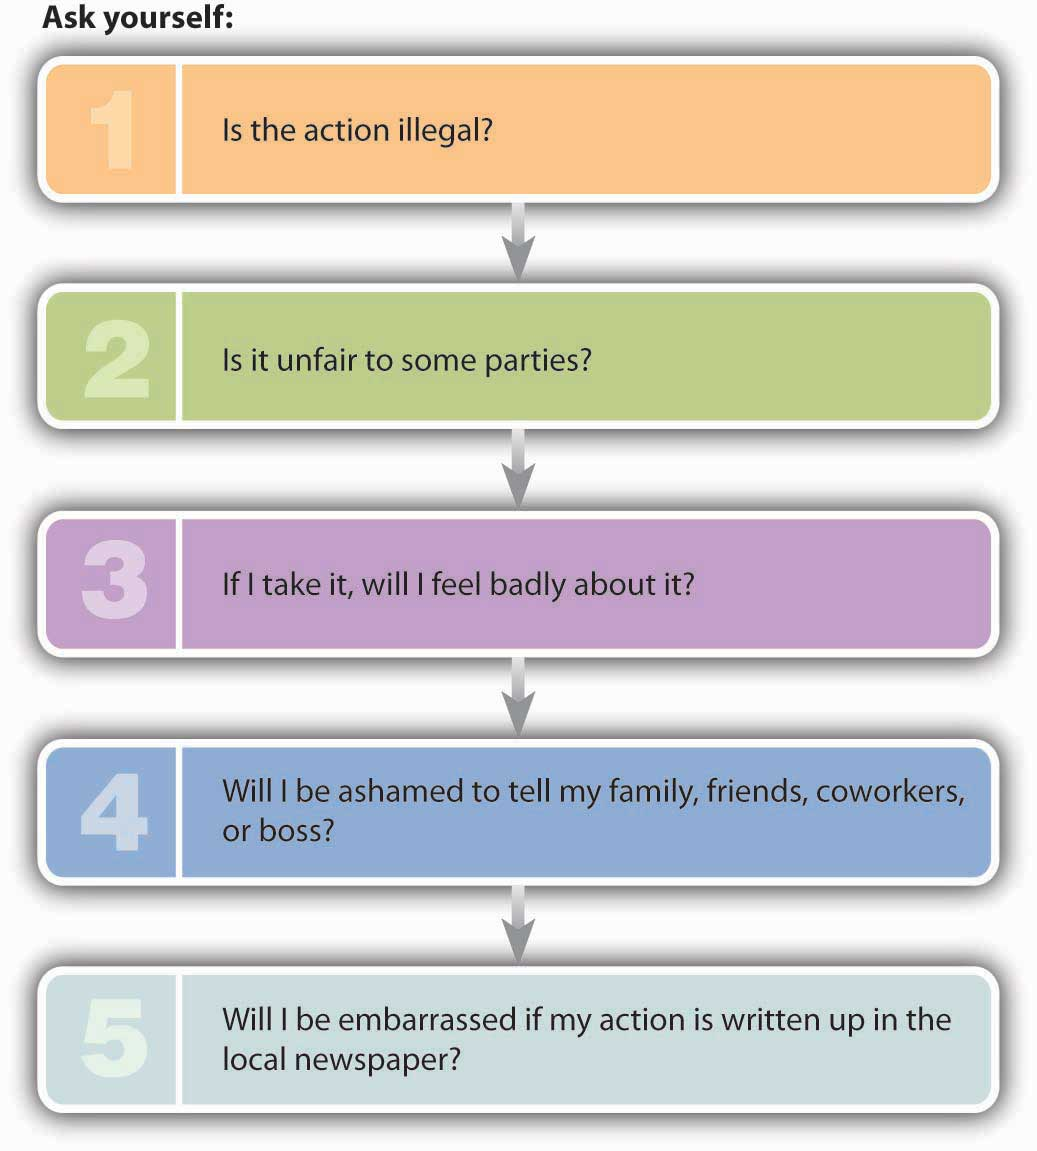 Ask yourself:
1
Is the action illegal?
2
Is it unfair to some parties?
3
If I take it, will I feel badly about it?
4
Will I be ashamed to tell my family, friends, coworkers,
or boss?
5
Will I be embarrassed if my action is written up in the
local newspaper?